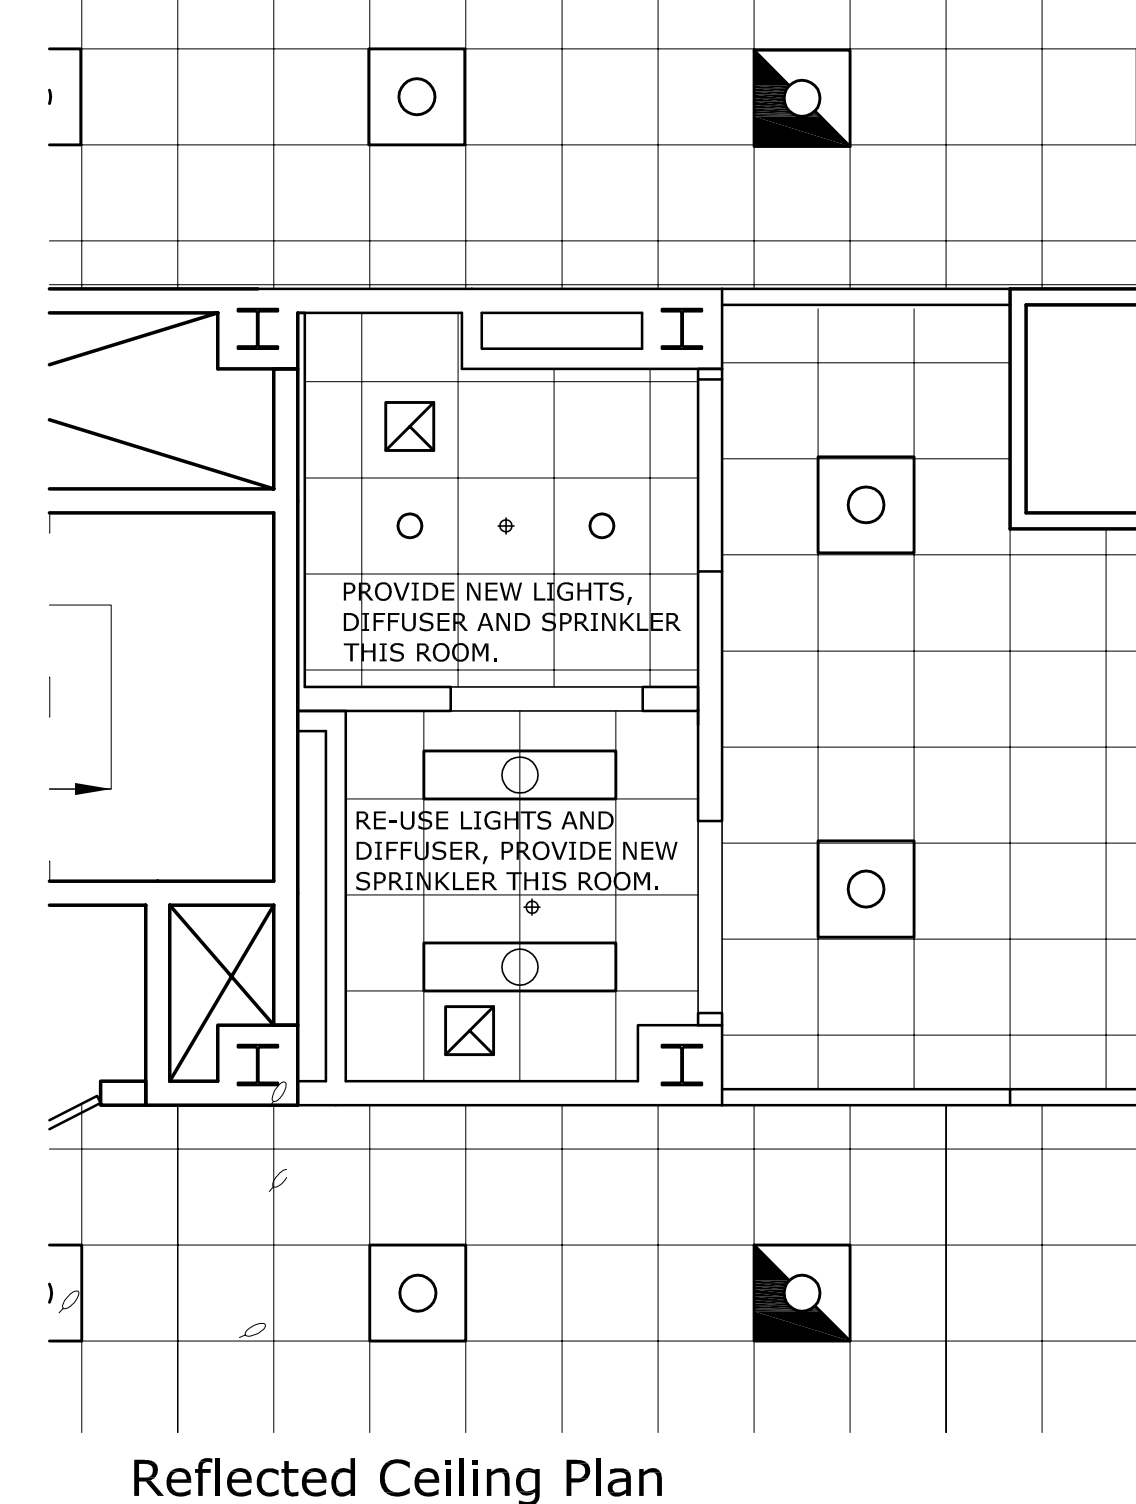 PROVIDE NEW LIGHTS,
DIFFUSER AND SPRINKLER
THIS ROOM.
RE-USE LIGHTS AND
DIFFUSER, PROVIDE NEW
SPRINKLER THIS ROOM.
Reflected Ceiling Plan